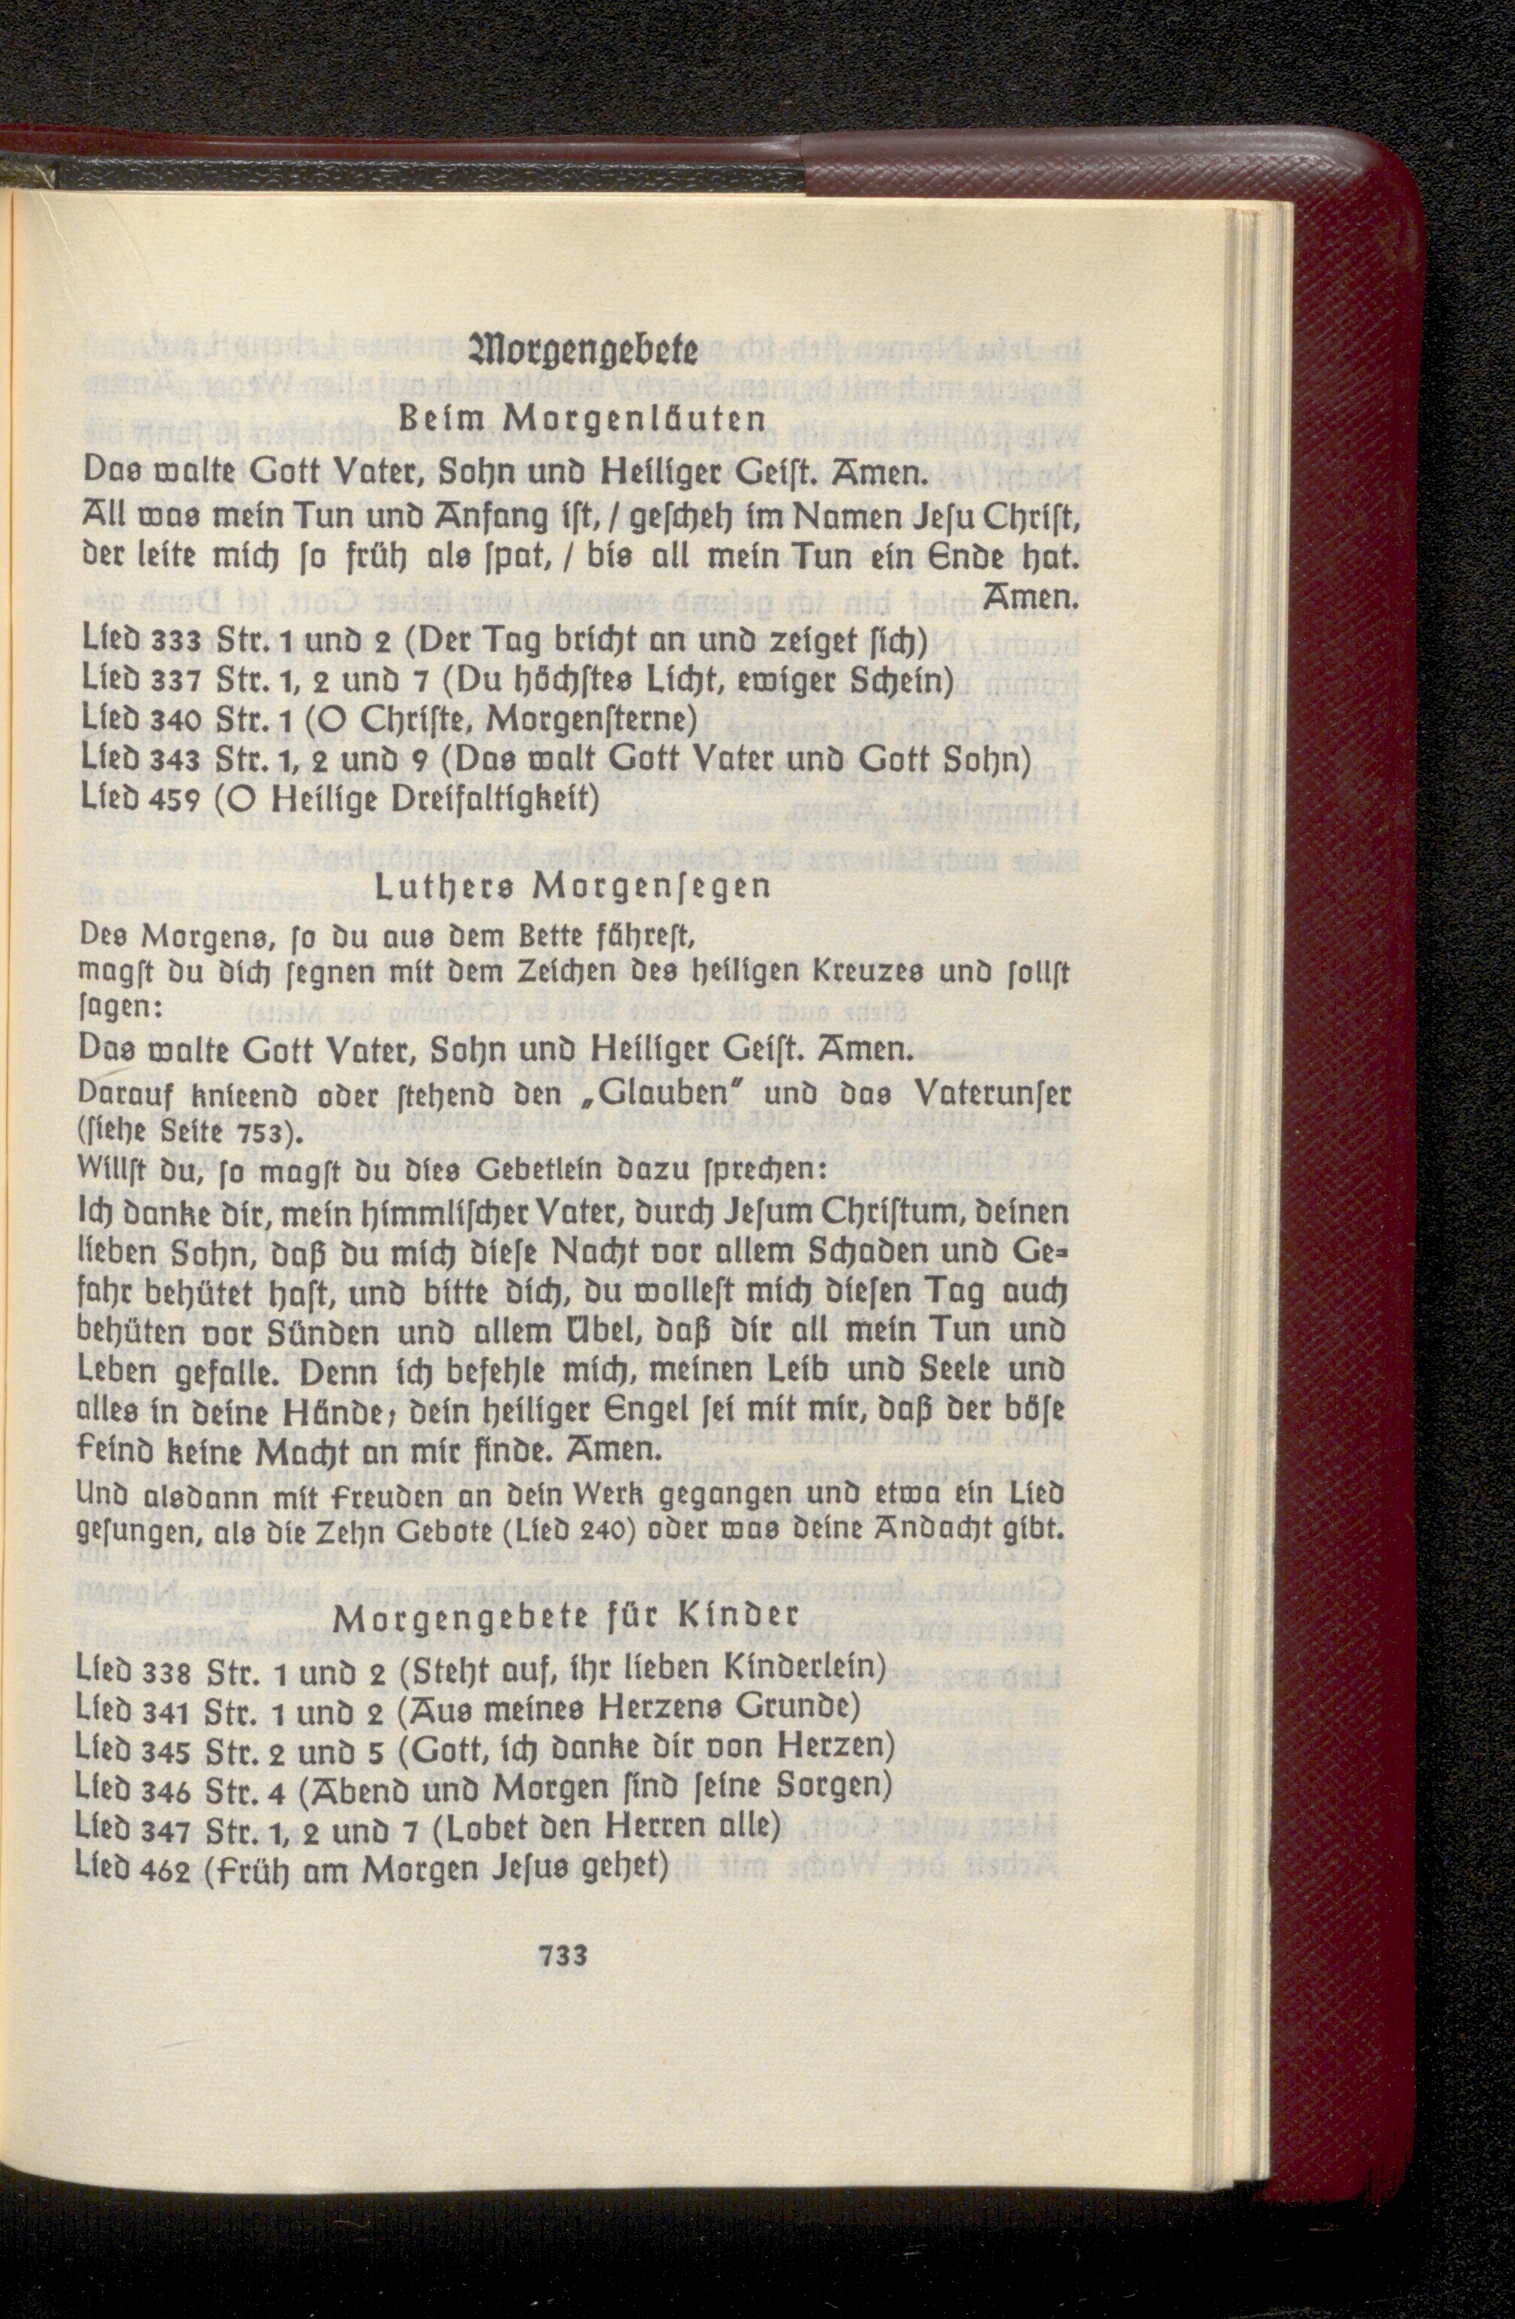 Morgengebete
Beim Morgenläuten
Das walte Gott Vater, Sohn und Heiliger Geiſt. Amen.
All was mein Tun und Anfang iſt, / geſcheh im Namen Jeſu Chriſt,
der leite mich ſo früh als ſpat, / bis all mein Tun ein Ende hat.
Amen.
Lied 333 Str. 1 und 2 (Der Tag bricht an und zeiget ſich)
Lied 337 Str. 1, 2 und 7 (Du höchſtes Licht, ewiger Schein)
Lied 340 Str. 1 (O Chriſte, Morgenſterne)
Lied 343 Str. 1, 2 und 9 (Das walt Gott Vater und Gott Sohn)
Lied 459 (O Heilige Dreifaltigkeit)
Luthers Morgenſegen
Des Morgens, ſo du aus dem Bette fähreſt,
magſt du dich ſegnen mit dem Zeichen des heiligen Kreuzes und ſollſt
ſagen:
Das walte Gott Vater, Sohn und Heiliger Geiſt. Amen.
Darauf knieend oder ſtehend den „Glauben“ und das Vaterunſer
(ſiehe Seite 753).
Willſt du, ſo magſt du dies Gebetlein dazu ſprechen:
Ich danke dir, mein himmliſcher Vater, durch Jeſum Chriſtum, deinen
lieben Sohn, daß du mich dieſe Nacht vor allem Schaden und Ge-
fahr behütet haſt, und bitte dich, du wolleſt mich dieſen Tag auch
behüten vor Sünden und allem Übel, daß dir all mein Tun und
Leben gefalle. Denn ich befehle mich, meinen Leib und Seele und
alles in deine Hände; dein heiliger Engel ſei mit mir, daß der böſe
Feind keine Macht an mir finde. Amen.
Und alsdann mit Freuden an dein Werk gegangen und etwa ein Lied
geſungen, als die Zehn Gebote (Lied 240) oder was deine Andacht gibt.
Morgengebete für Kinder
Lied 338 Str. 1 und 2 (Steht auf, ihr lieben Kinderlein)
Lied 341 Str. 1 und 2 (Aus meines Herzens Grunde)
Lied 345 Str. 2 und 5 (Gott, ich danke dir von Herzen)
Lied 346 Str. 4 (Abend und Morgen ſind ſeine Sorgen)
Lied 347 Str. 1, 2 und 7 (Lobet den Herren alle)
Lied 462 (Früh am Morgen Jeſus gehet)
733